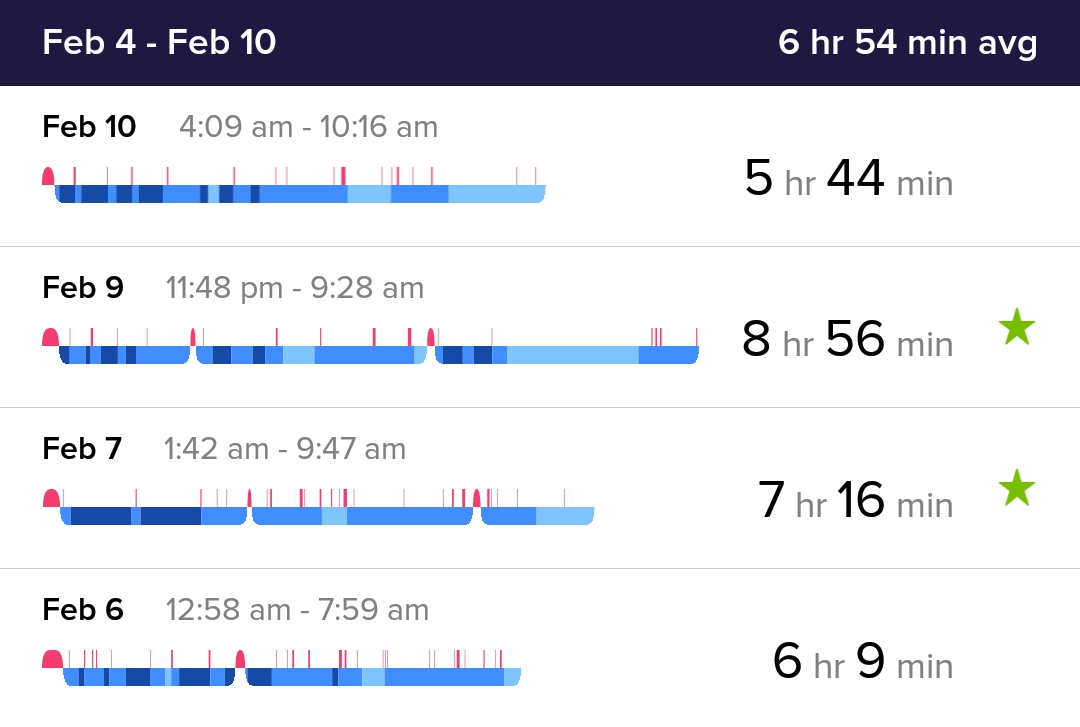 Feb 4 - Feb 10 6 hr 54 min avg
Feb 10 4:09 am - 10:16 am
5 hr 44 min
Feb 9 11:48 pm - 9:28 am
8 hr 56 min
Feb 7 1:42 am - 9:47 am
7 hr 16 min
Feb 6 12:58 am - 7:59 am
6 hr 9 min